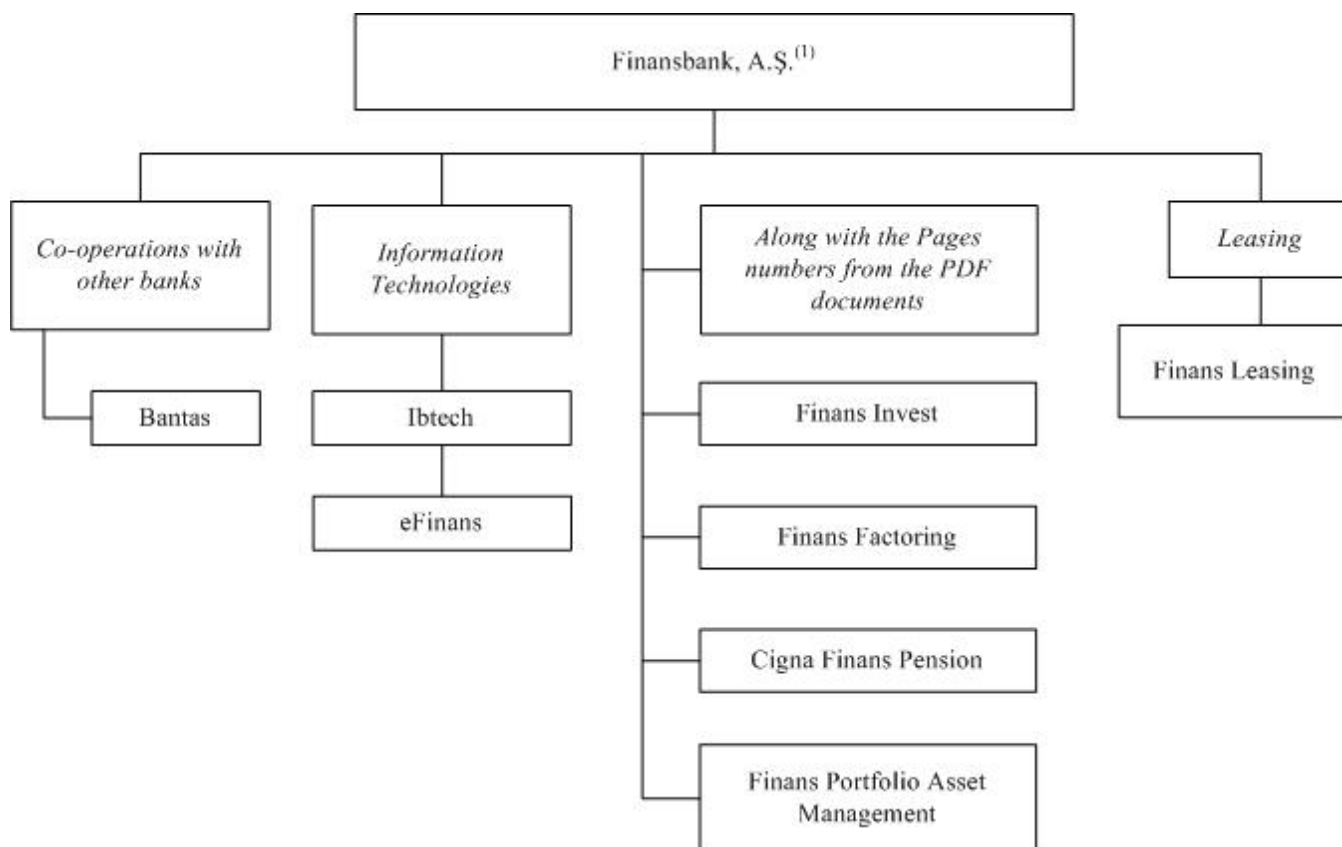 Finansbank, A.Ş.(1)
Co-operations with
other banks
Information
Technologies
Along with the Pages
numbers from the PDF
documents
Leasing
Bantas
Ibtech
eFinans
Finans Invest
Finans Factoring
Cigna Finans Pension
Finans Portfolio Asset
Management
Finans Leasing